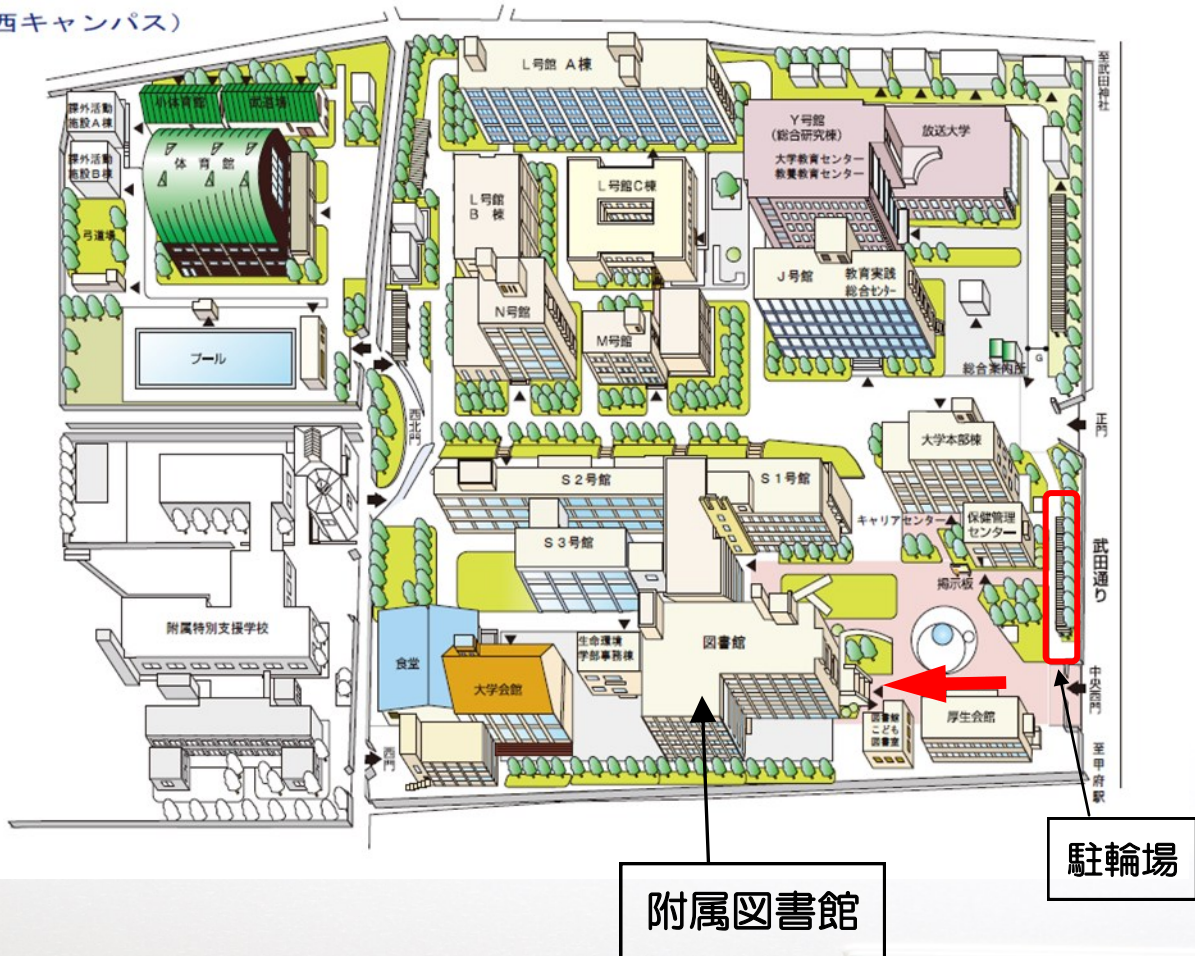 西キャンパス）
L号館 A棟
至武田神社
課外活動
施設A棟
小体育館
武道場
Y号館
（総合研究棟）
大学教育センター
教養教育センター
放送大学
課外活動
施設B棟
体育館
L号館
B 棟
L号館C棟
弓道場
J号館
教育実践
総合センター
N号館
M号館
プール
G
総合案内所
西北門
正門
大学本部棟
S2号館
S1号館
キャリアセンター
保健管理
センター
S3号館
武田通り
掲示板
附属特別支援学校
食堂
生命環境
学部事務棟
図書館
大学会館
中央西門
図書館
こども
図書室
厚生会館
西門
至甲府駅
駐輪場
附属図書館